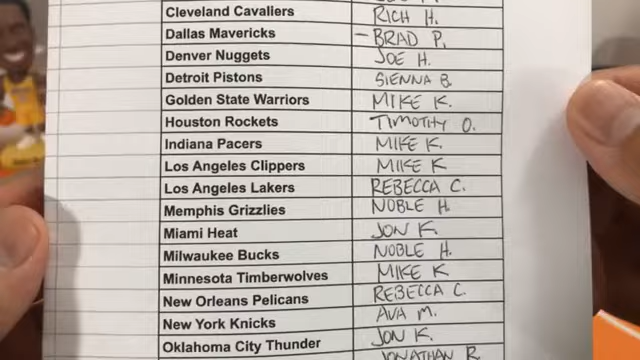 Cleveland Cavaliers RICH H.
Dallas Mavericks – BRAD P.
Denver Nuggets JOE H.
Detroit Pistons SIENNA B.
Golden State Warriors MIKE K.
Houston Rockets TIMOTHY O.
Indiana Pacers MIKE K.
Los Angeles Clippers MIKE K
Los Angeles Lakers REBECCA C.
Memphis Grizzlies NOBLE H.
Miami Heat JON K.
Milwaukee Bucks NOBLE H.
Minnesota Timberwolves MIKE K
New Orleans Pelicans REBECCA C.
New York Knicks AVA M.
Oklahoma City Thunder JON K.
JONATHAN R.